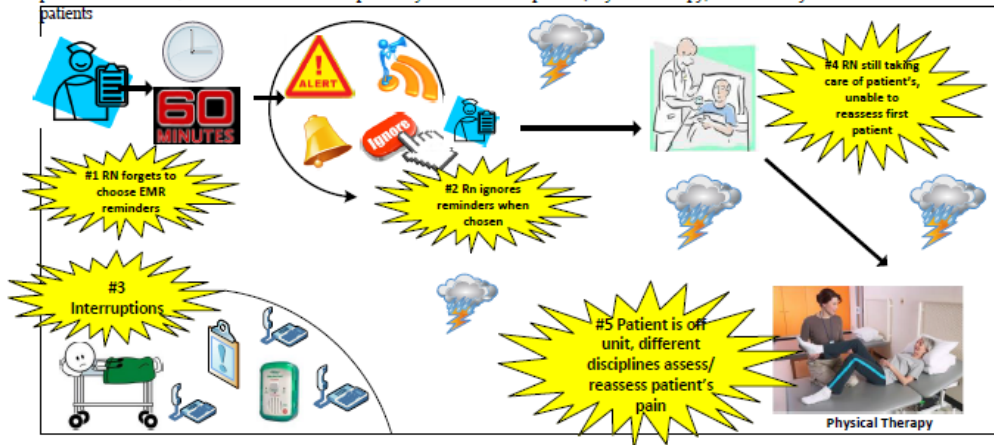 patients
60
MINUTES
ALERT
Ignore
#1 RN forgets to
choose EMR
reminders
#2 Rn ignores
reminders when
chosen
#4 RN still taking
care of patient's,
unable to
reassess first
patient
#3
Interruptions
#5 Patient is off
unit, different
disciplines assess/
reassess patient's
pain
Physical Therapy